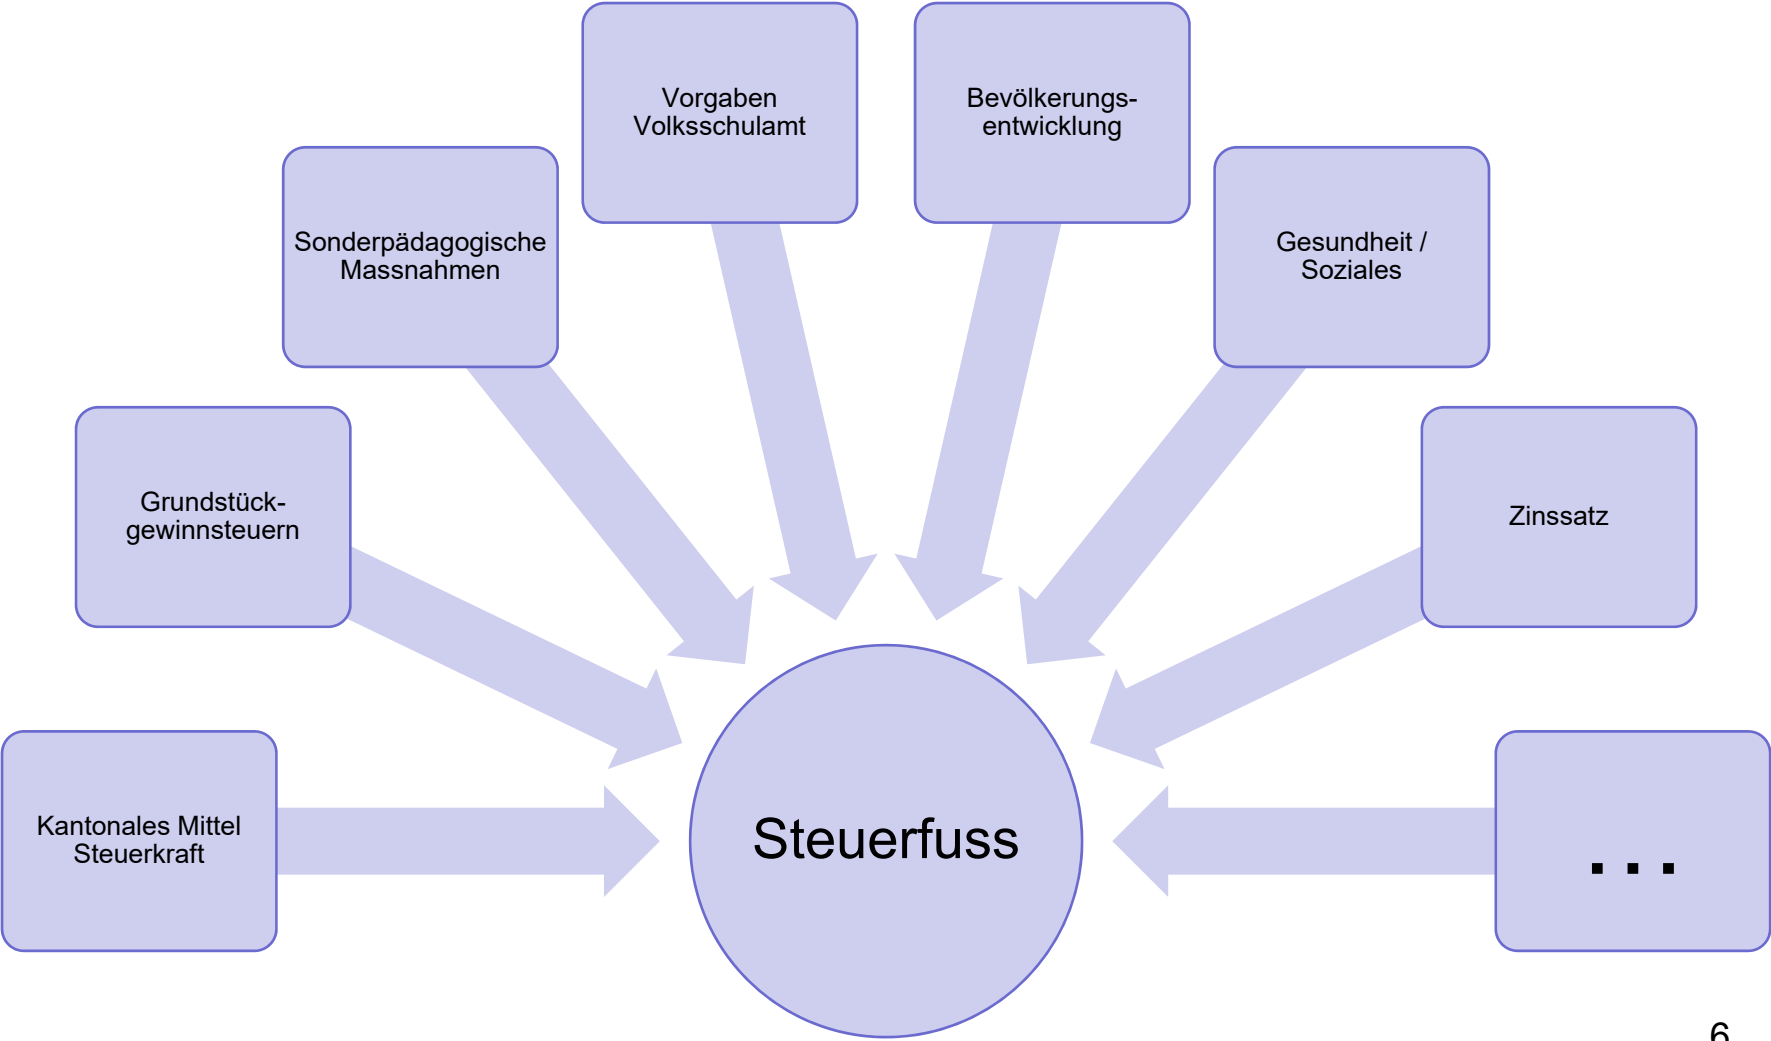 Vorgaben
Volksschulamt
Bevölkerungs-
entwicklung
Sonderpädagogische
Massnahmen
Gesundheit /
Soziales
Grundstück-
gewinnsteuern
Zinssatz
Kantonales Mittel
Steuerkraft
Steuerfuss
...
6